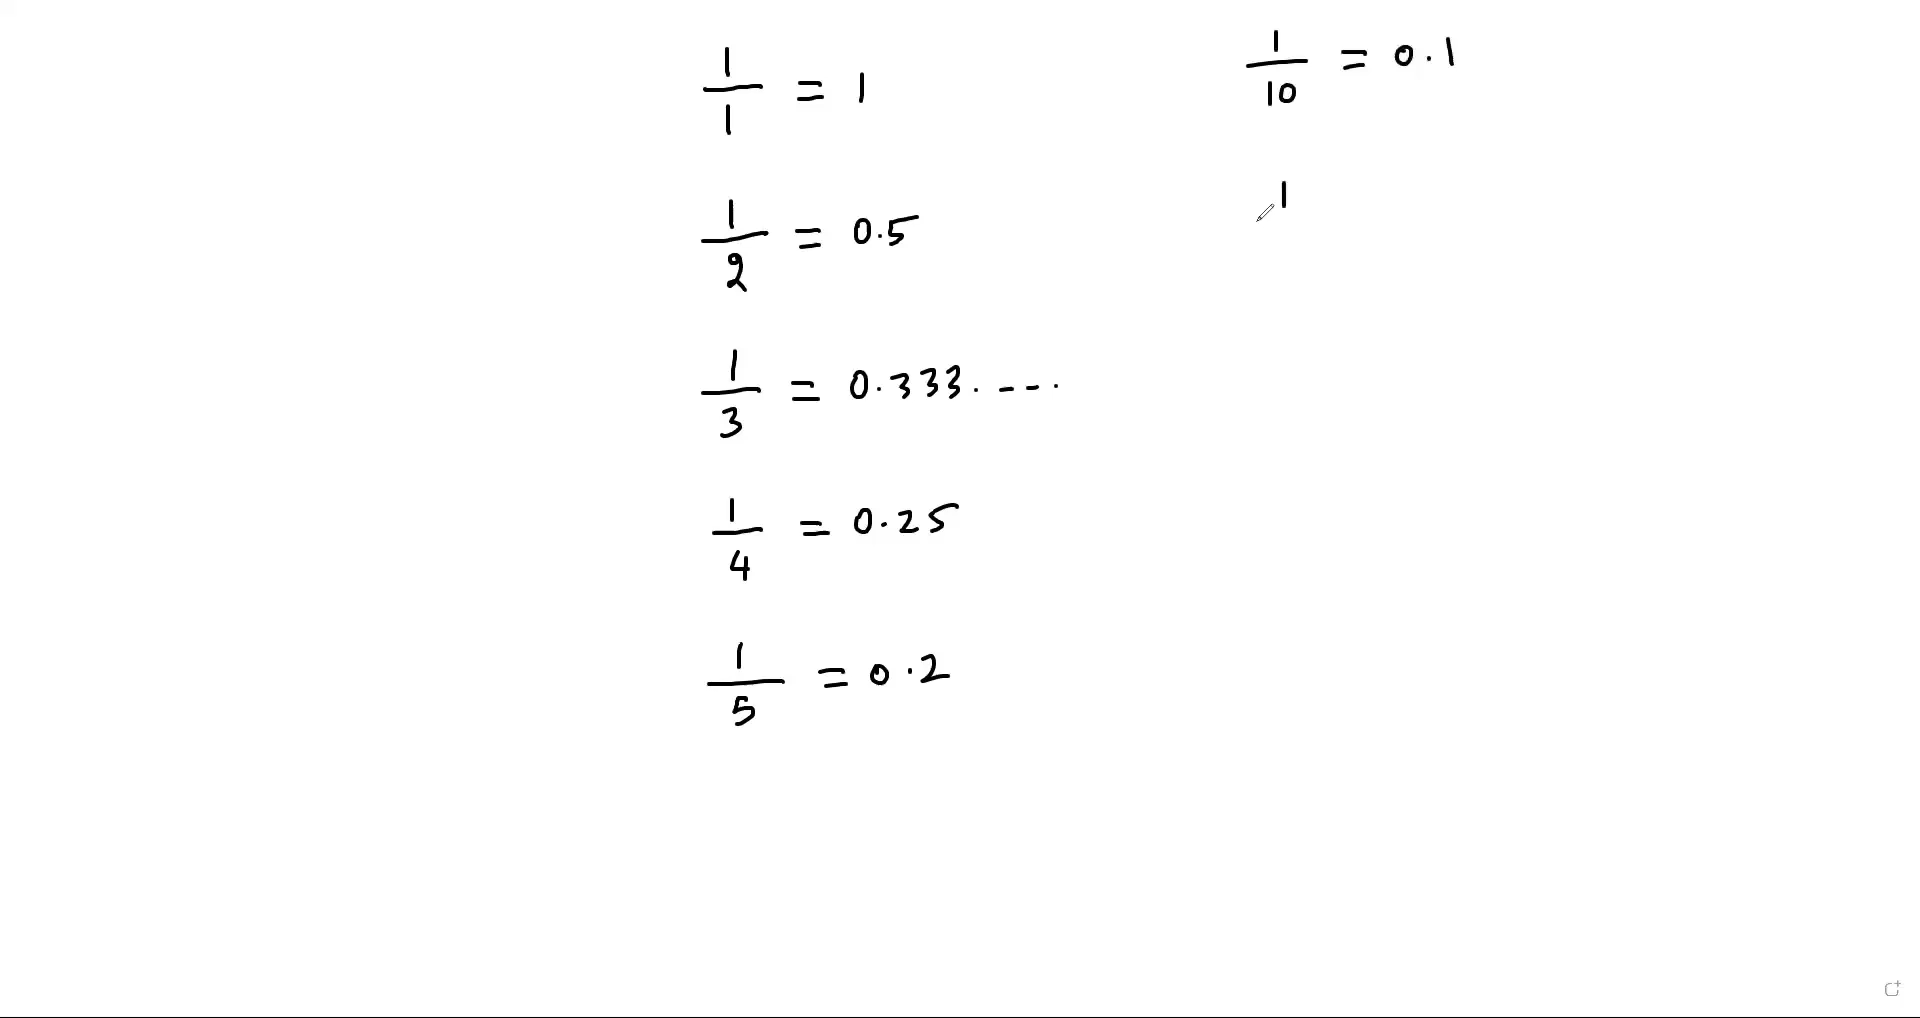 1/1 = 1
1/2 = 0.5
1/3 = 0.333. --.
1/4 = 0.25
1/5 = 0.2
1/10 = 0.1
1